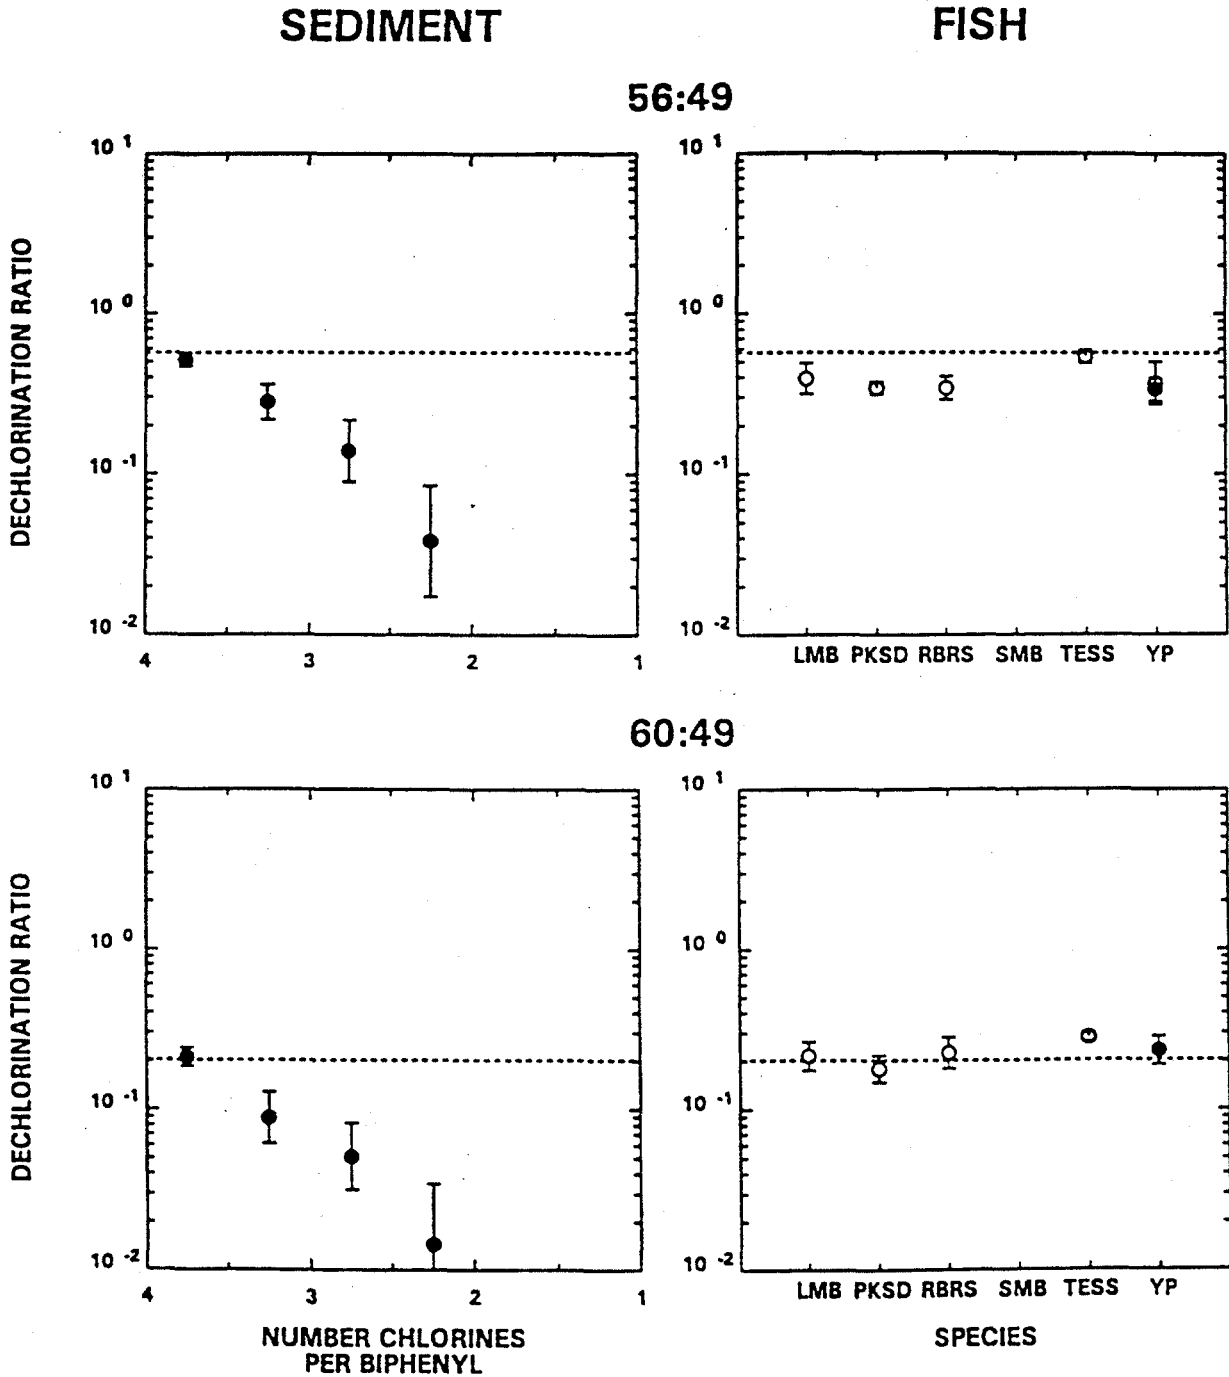 SEDIMENT FISH
56:49
DECHLORINATION RATIO
10 1
10 0
10 -1
10 -2
4 3 2 1
10 1
10 0
10 -1
10 -2
LMB PKSD RBRS SMB TESS YP
60:49
DECHLORINATION RATIO
10 1
10 0
10 -1
10 -2
4 3 2 1
NUMBER CHLORINES
PER BIPHENYL
10 1
10 0
10 -1
10 -2
LMB PKSD RBRS SMB TESS YP
SPECIES